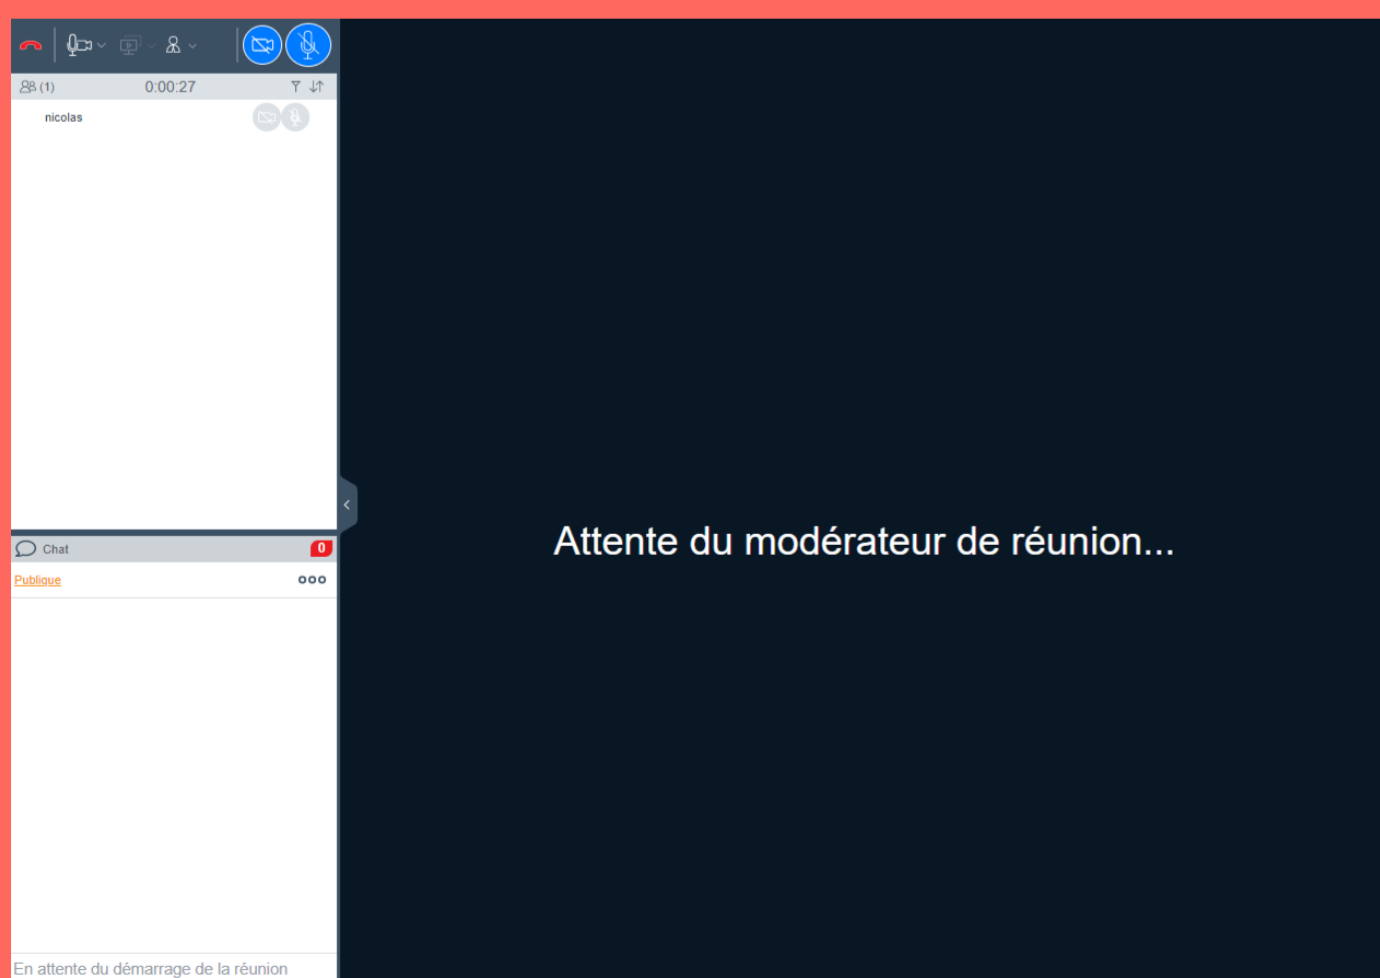 (1) 0:00:27
nicolas
Chat 0
Publique
Attente du modérateur de réunion...
En attente du démarrage de la réunion